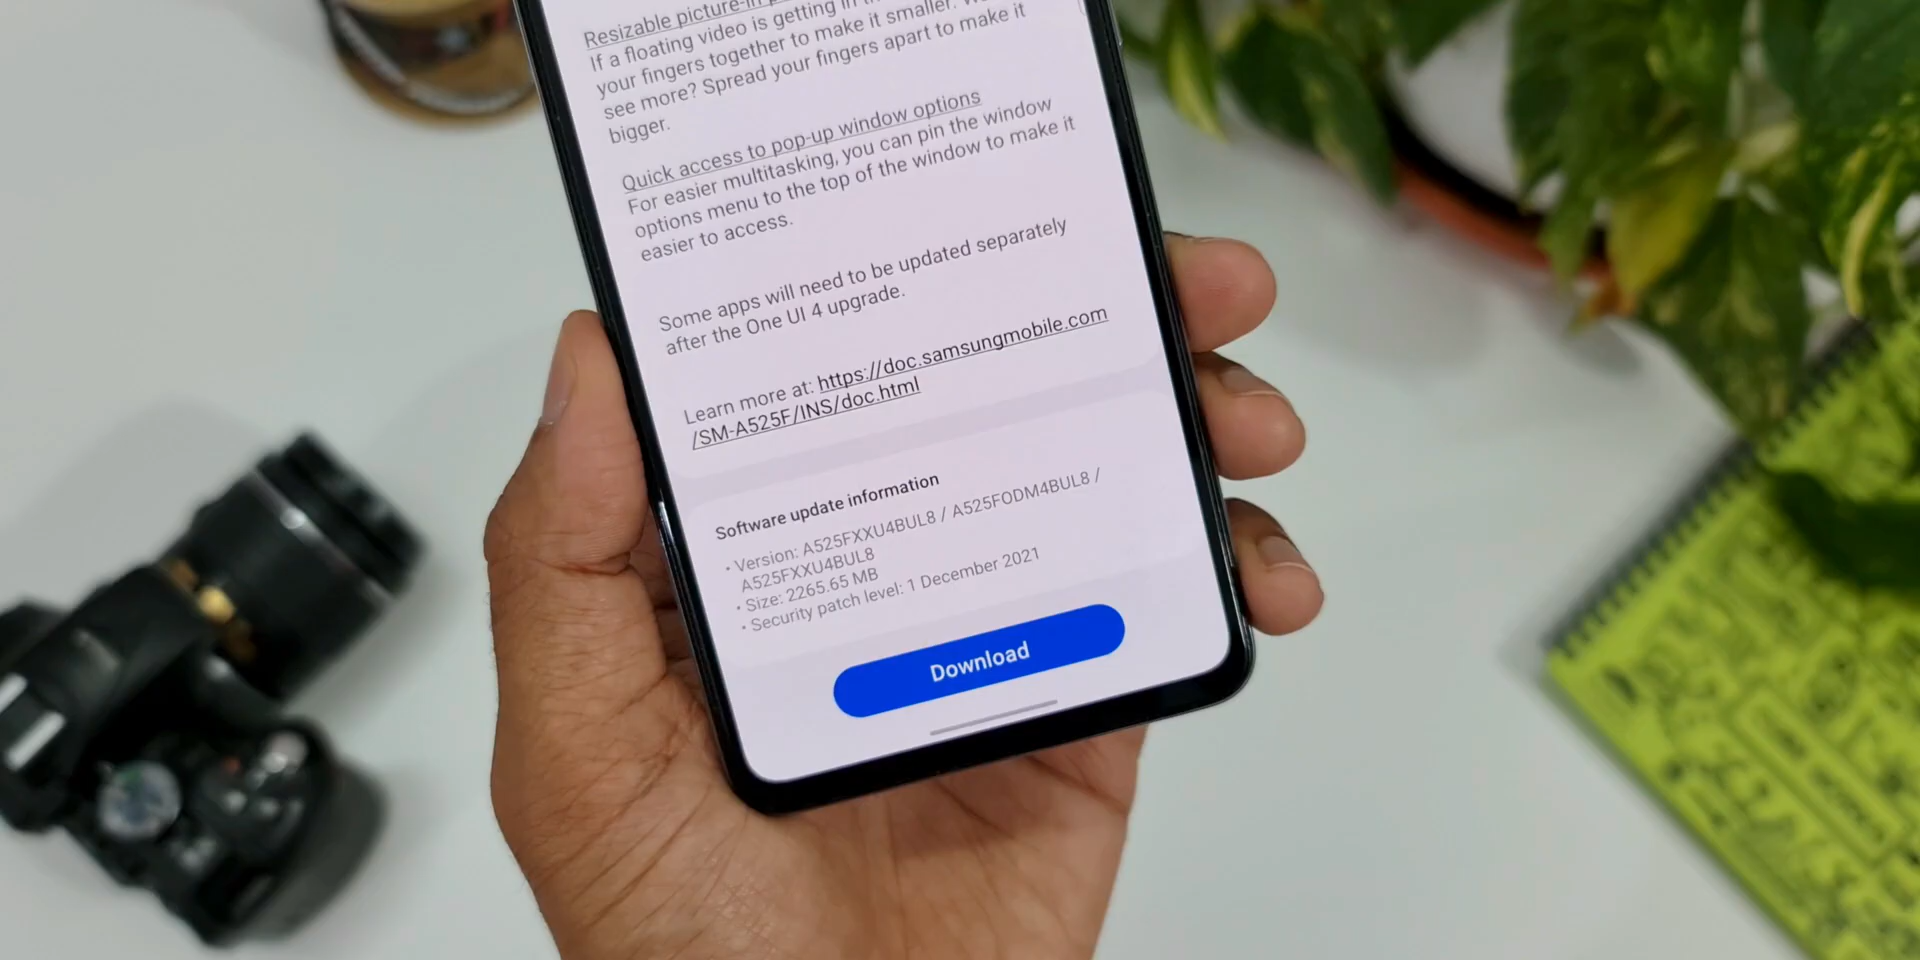 Resizable picture-in
If a floating video is getting in
your fingers together to make it smaller.
see more? Spread your fingers apart to make it
bigger.
Quick access to pop-up window options
For easier multitasking, you can pin the window
options menu to the top of the window to make it
easier to access.
Some apps will need to be updated separately
after the One UI 4 upgrade.
Learn more at: https://doc.samsungmobile.com
/SM-A525F/INS/doc.html
Software update information
• Version: A525FXXU4BUL8 / A525FODM4BUL8 /
A525FXXU4BUL8
• Size: 2265.65 MB
• Security patch level: 1 December 2021
Download